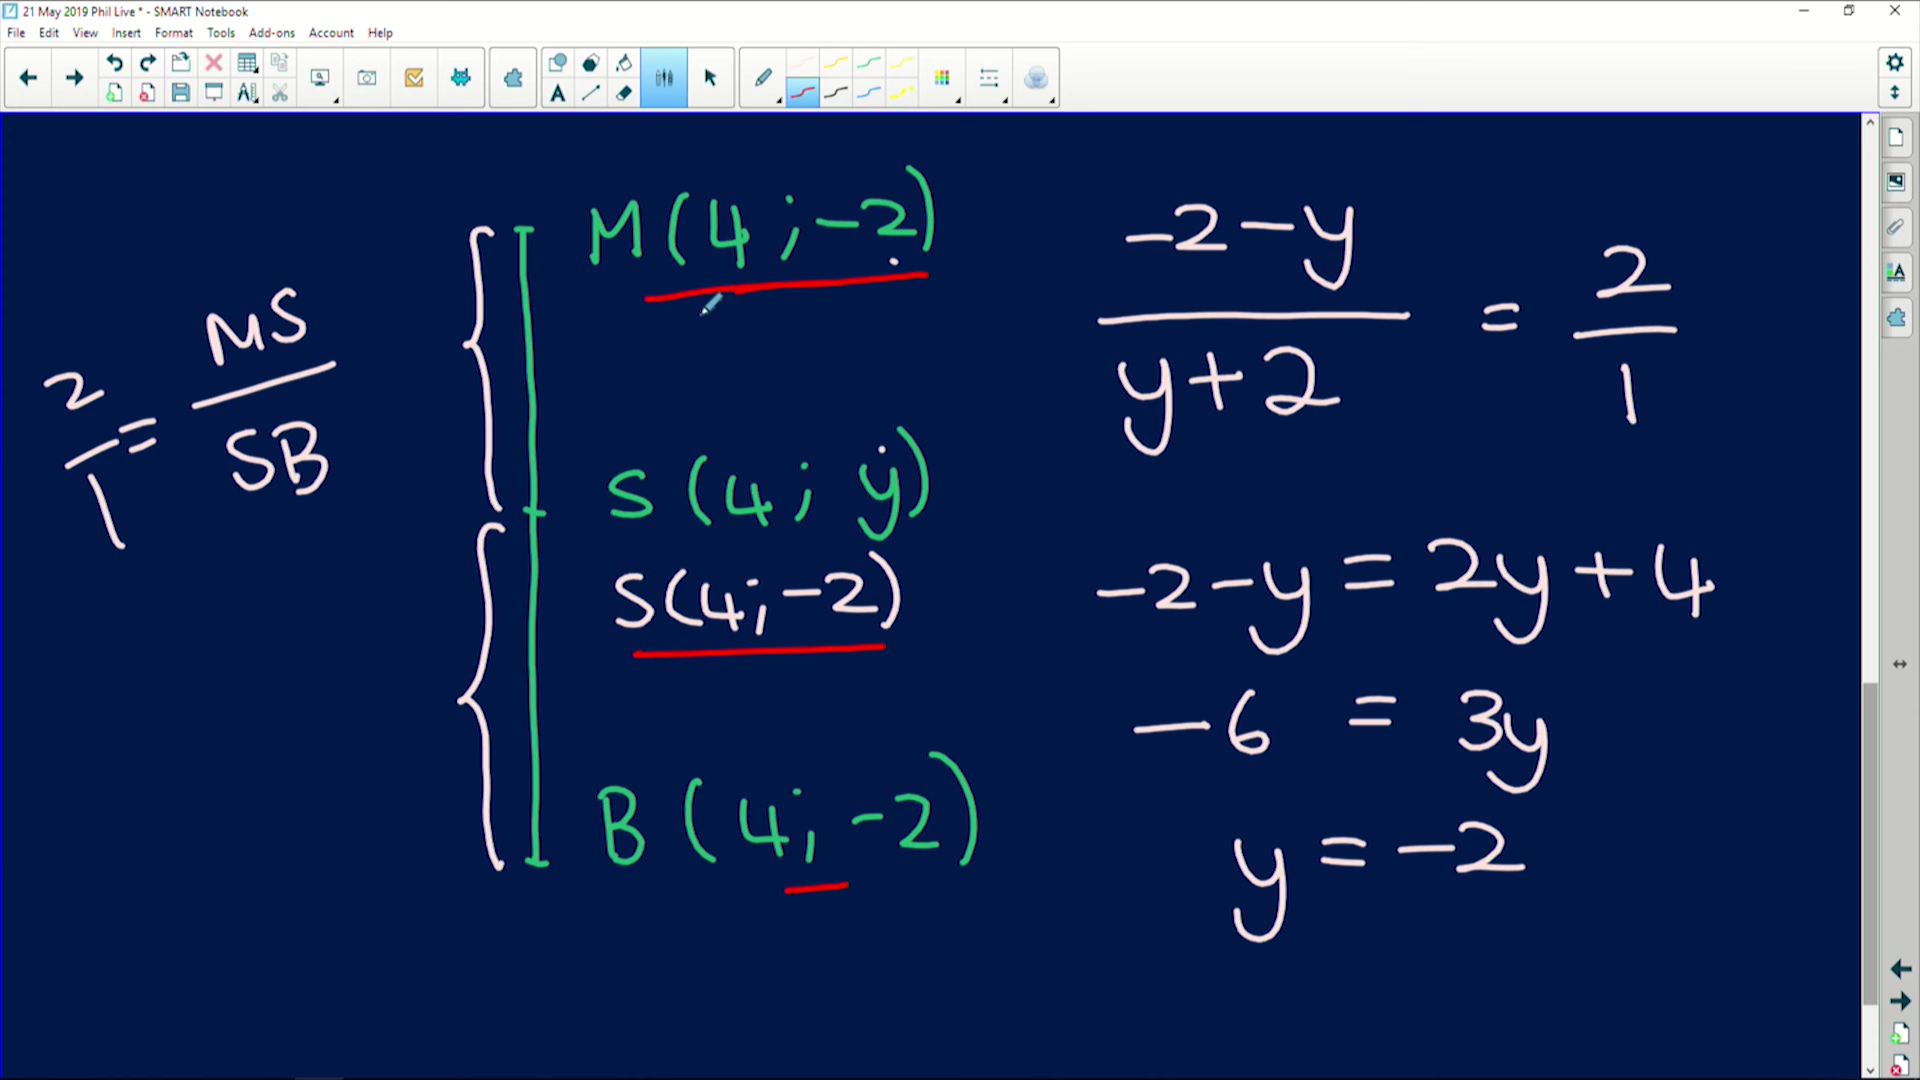 21 May 2019 Phil Live * - SMART Notebook
File Edit View Insert Format Tools Add-ons Account Help
2/1 = MS/SB
M(4;-2)
S(4;y)
S(4;-2)
B(4;-2)
-2-y/y+2 = 2/1
-2-y=2y+4
-6 = 3y
y=-2